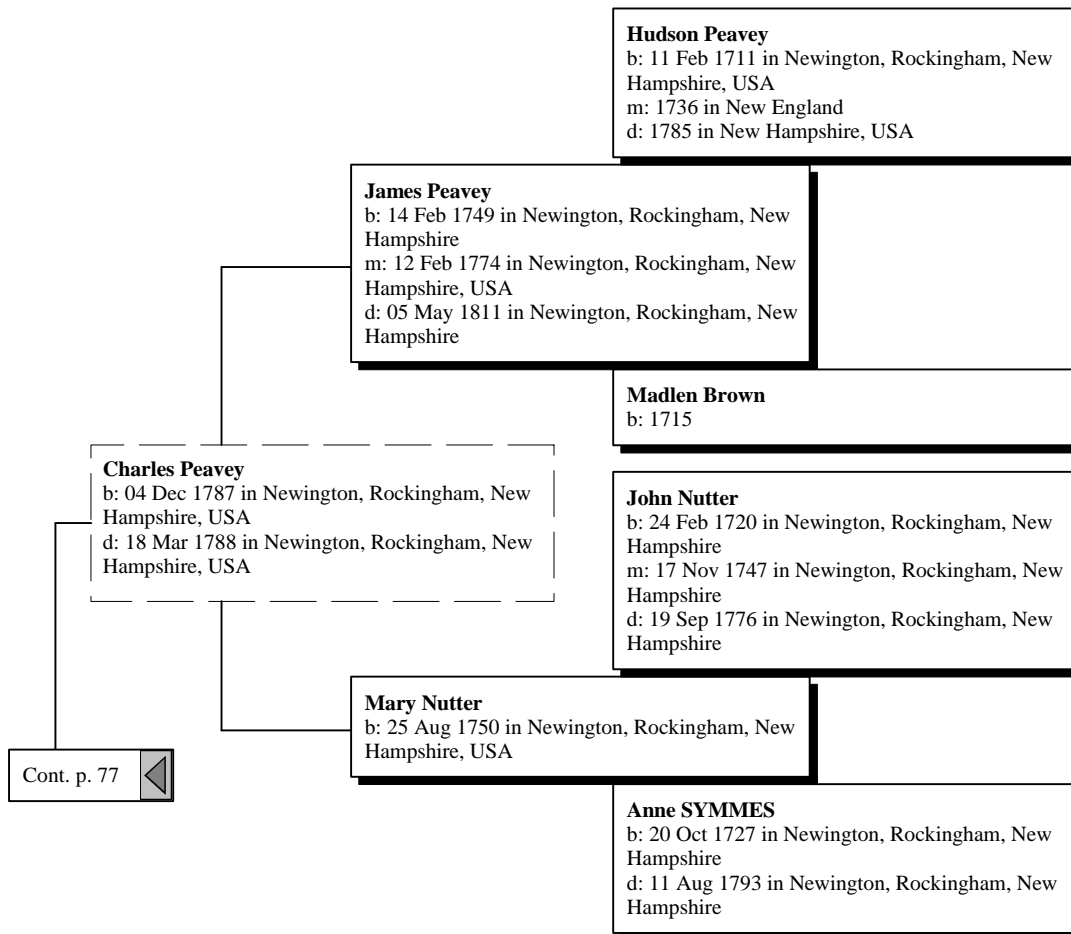 Hudson Peavey
b: 11 Feb 1711 in Newington, Rockingham, New
Hampshire, USA
m: 1736 in New England
d: 1785 in New Hampshire, USA
James Peavey
b: 14 Feb 1749 in Newington, Rockingham, New
Hampshire
m: 12 Feb 1774 in Newington, Rockingham, New
Hampshire, USA
d: 05 May 1811 in Newington, Rockingham, New
Hampshire
Madlen Brown
b: 1715
Charles Peavey
b: 04 Dec 1787 in Newington, Rockingham, New
Hampshire, USA
d: 18 Mar 1788 in Newington, Rockingham, New
Hampshire, USA
John Nutter
b: 24 Feb 1720 in Newington, Rockingham, New
Hampshire
m: 17 Nov 1747 in Newington, Rockingham, New
Hampshire
d: 19 Sep 1776 in Newington, Rockingham, New
Hampshire
Mary Nutter
b: 25 Aug 1750 in Newington, Rockingham, New
Hampshire, USA
Cont. p. 77
Anne SYMMES
b: 20 Oct 1727 in Newington, Rockingham, New
Hampshire
d: 11 Aug 1793 in Newington, Rockingham, New
Hampshire